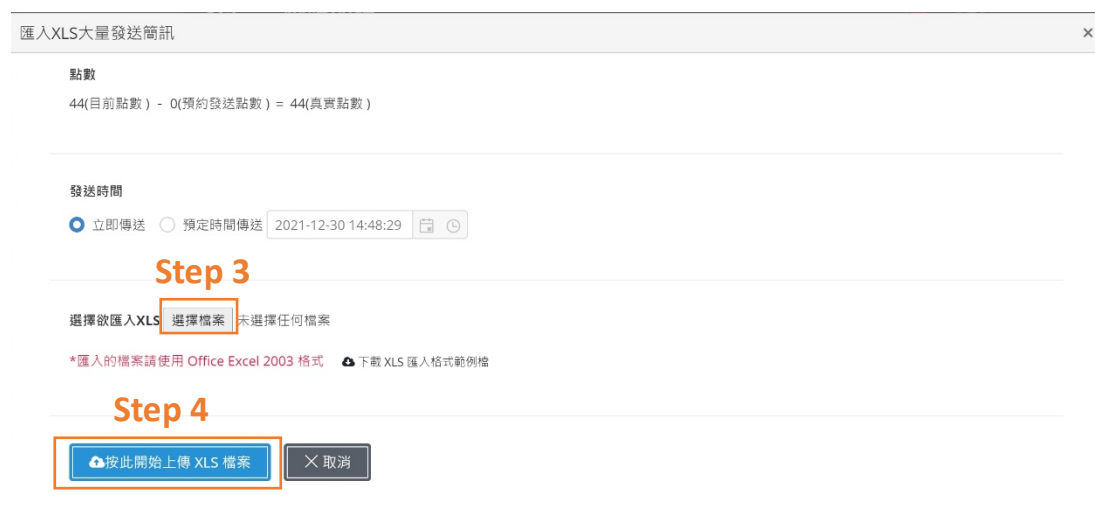 匯入XLS大量發送簡訊 ×
點數
44(目前點數 ) - 0(預約發送點數 ) = 44(真實點數 )
發送時間
立即傳送 預定時間傳送 2021-12-30 14:48:29
Step 3
選擇欲匯入XLS 選擇檔案 未選擇任何檔案
*匯入的檔案請使用 Office Excel 2003 格式 下載 XLS 匯入格式範例檔
Step 4
按此開始上傳 XLS 檔案 取消